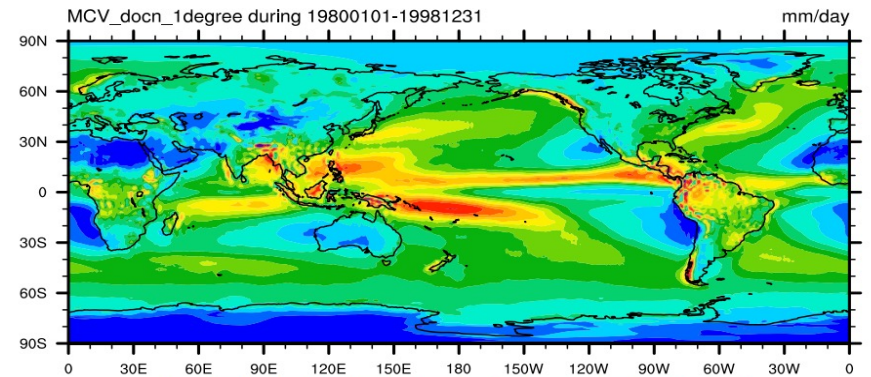 MCV_docn_1degree during 19800101-19981231 mm/day
90N
60N
30N
0
30S
60S
90S
0 30E 60E 90E 120E 150E 180 150W 120W 90W 60W 30W 0